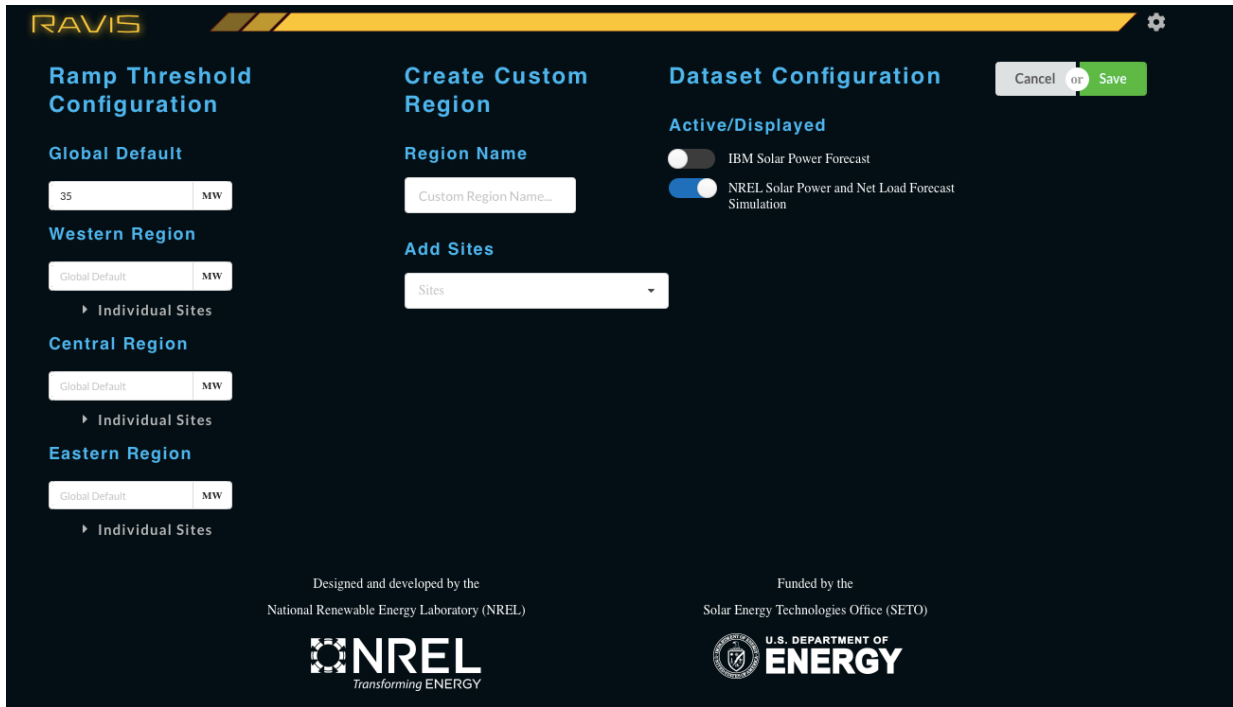 RAVIS
Ramp Threshold
Configuration
Global Default
35 MW
Western Region
Global Default MW
Individual Sites
Central Region
Global Default MW
Individual Sites
Eastern Region
Global Default MW
Individual Sites
Create Custom
Region
Region Name
Custom Region Name...
Add Sites
Sites
Dataset Configuration
Active/Displayed
IBM Solar Power Forecast
NREL Solar Power and Net Load Forecast
Simulation
Cancel or Save
Designed and developed by the
National Renewable Energy Laboratory (NREL)
NREL
Transforming ENERGY
Funded by the
Solar Energy Technologies Office (SETO)
U.S. DEPARTMENT OF
ENERGY